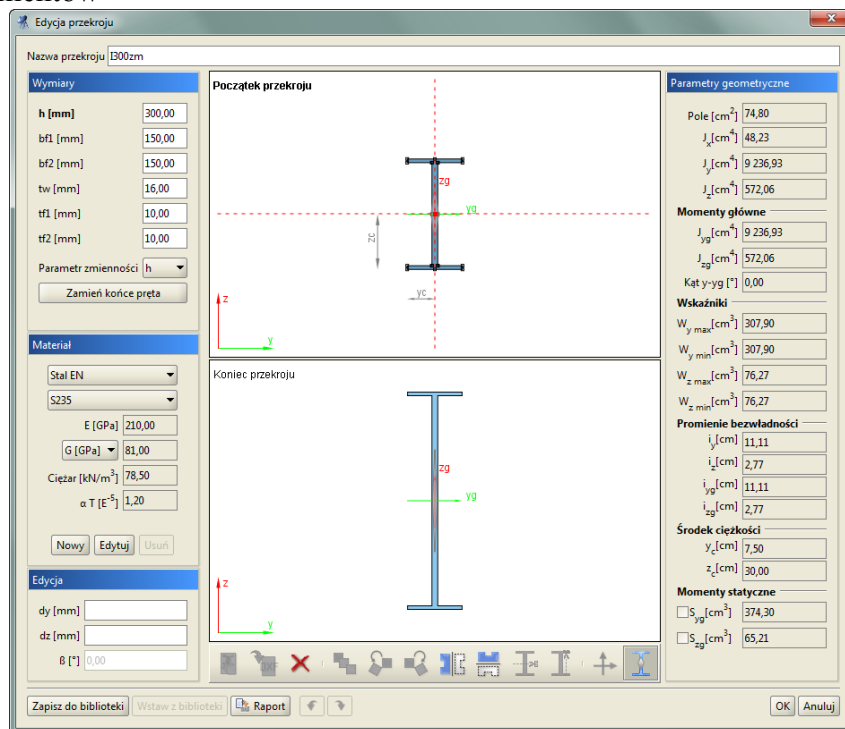 Edycja przekroju
Nazwa przekroju I300zm
Wymiary
h [mm] 300,00
bf1 [mm] 150,00
bf2 [mm] 150,00
tw [mm] 16,00
tf1 [mm] 10,00
tf2 [mm] 10,00
Parametr zmienności h
Zamień końce pręta
Materiał
Stal EN
S235
E [GPa] 210,00
G [GPa] 81,00
Ciężar [kN/m3] 78,50
α T [E-5] 1,20
Nowy Edytuj Usuń
Edycja
dy [mm]
dz [mm]
ß [°] 0,00
Początek przekroju
zg
yg
zc
yc
z
y
Koniec przekroju
zg
yg
z
y
DXF
Parametry geometryczne
Pole [cm2] 74,80
Jx[cm4] 48,23
Jy[cm4] 9 236,93
Jz[cm4] 572,06
Momenty główne
Jyg[cm4] 9 236,93
Jzg[cm4] 572,06
Kąt y-yg [°] 0,00
Wskaźniki
Wy max[cm3] 307,90
Wy min[cm3] 307,90
Wz max[cm3] 76,27
Wz min[cm3] 76,27
Promienie bezwładności
iy[cm] 11,11
iz[cm] 2,77
iyg[cm] 11,11
izg[cm] 2,77
Środek ciężkości
yc[cm] 7,50
zc[cm] 30,00
Momenty statyczne
Syg[cm3] 374,30
Szg[cm3] 65,21
Zapisz do biblioteki Wstaw z biblioteki Raport OK Anuluj